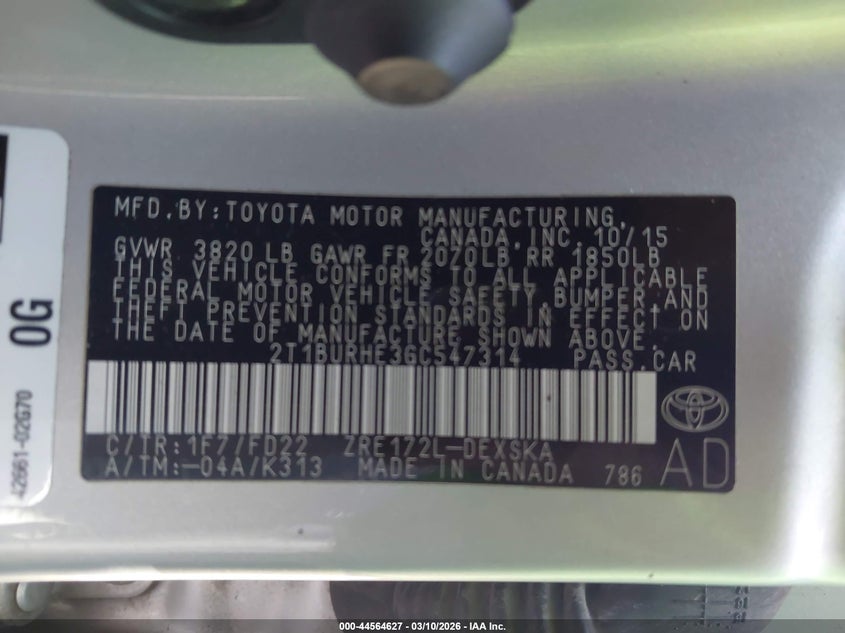 MFD.BY:TOYOTA MOTOR MANUFACTURING,
CANADA,INC. 10/15
GVWR 3820 LB GAWR FR 2070LB RR 1850LB
THIS VEHICLE CONFORMS TO ALL APPLICABLE
FEDERAL MOTOR VEHICLE SAFETY,BUMPER,AND
THEFT PREVENTION STANDARDS IN EFFECT ON
THE DATE OF MANUFACTURE SHOWN ABOVE.
2T1BURHE3GC547314 PASS.CAR
C/TR:1F7/FD22 ZRE172L-DEXSKA
A/TM:-04A/K313 MADE IN CANADA 786
AD
0G
42661-02G70
000-44564627 - 03/10/2026 - IAA Inc.